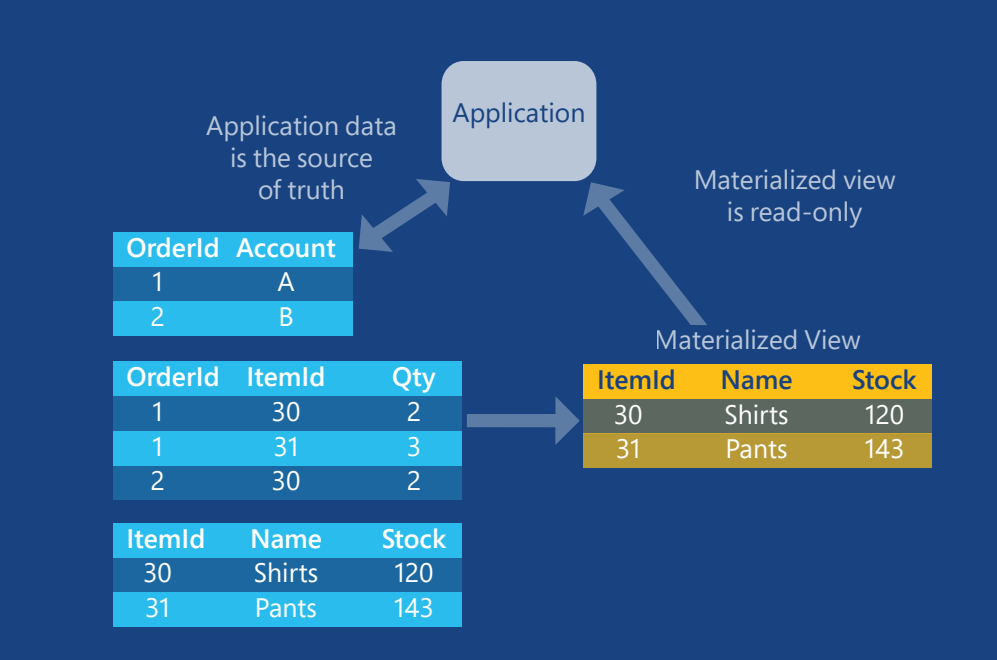 Application
Application data
is the source
of truth
Materialized view
is read-only
OrderId Account
1 A
2 B
OrderId ItemId Qty
1 30 2
1 31 3
2 30 2
ItemId Name Stock
30 Shirts 120
31 Pants 143
Materialized View
ItemId Name Stock
30 Shirts 120
31 Pants 143